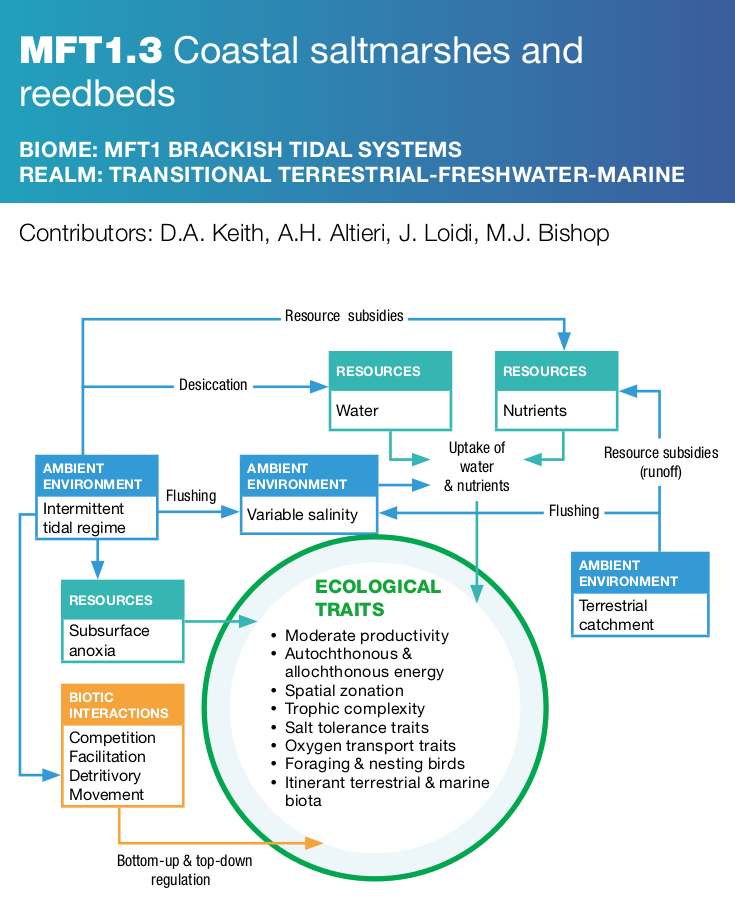 MFT1.3 Coastal saltmarshes and
reedbeds
BIOME: MFT1 BRACKISH TIDAL SYSTEMS
REALM: TRANSITIONAL TERRESTRIAL-FRESHWATER-MARINE
Contributors: D.A. Keith, A.H. Altieri, J. Loidi, M.J. Bishop
Resource subsidies
Desiccation
RESOURCES
Water
RESOURCES
Nutrients
Uptake of
water
& nutrients
Resource subsidies
(runoff)
AMBIENT
ENVIRONMENT
Intermittent
tidal regime
Flushing
AMBIENT
ENVIRONMENT
Variable salinity
Flushing
AMBIENT
ENVIRONMENT
Terrestrial
catchment
RESOURCES
Subsurface
anoxia
BIOTIC
INTERACTIONS
Competition
Facilitation
Detritivory
Movement
Bottom-up & top-down
regulation
ECOLOGICAL
TRAITS
• Moderate productivity
• Autochthonous &
allochthonous energy
• Spatial zonation
• Trophic complexity
• Salt tolerance traits
• Oxygen transport traits
• Foraging & nesting birds
• Itinerant terrestrial & marine
biota